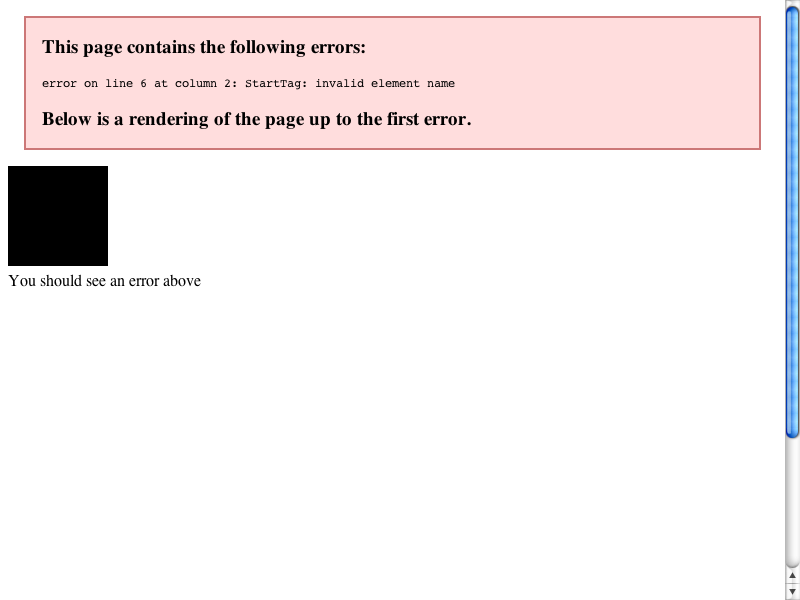 This page contains the following errors:
error on line 6 at column 2: StartTag: invalid element name
Below is a rendering of the page up to the first error.
You should see an error above